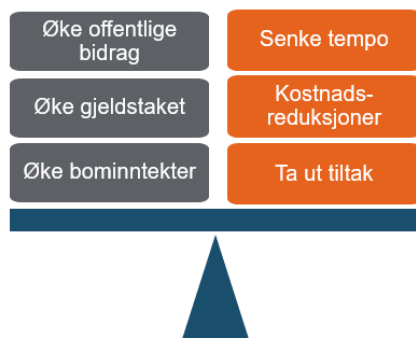 Øke offentlige
bidrag
Senke tempo
Øke gjeldstaket
Kostnads-
reduksjoner
Øke bominntekter
Ta ut tiltak